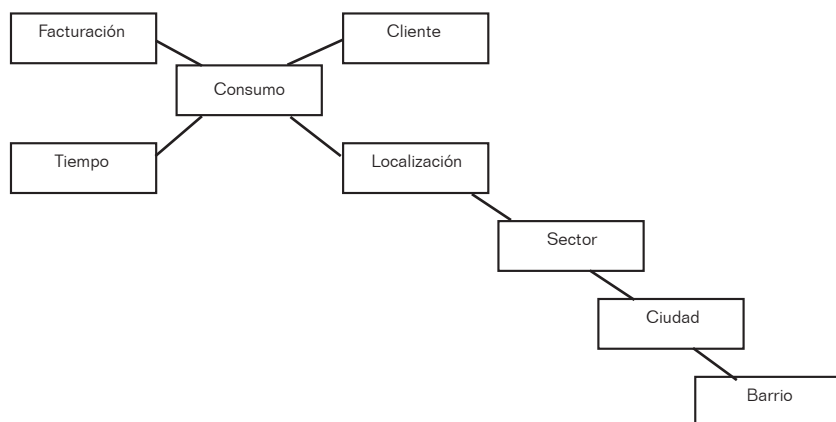 Facturación
Cliente
Consumo
Tiempo
Localización
Sector
Ciudad
Barrio